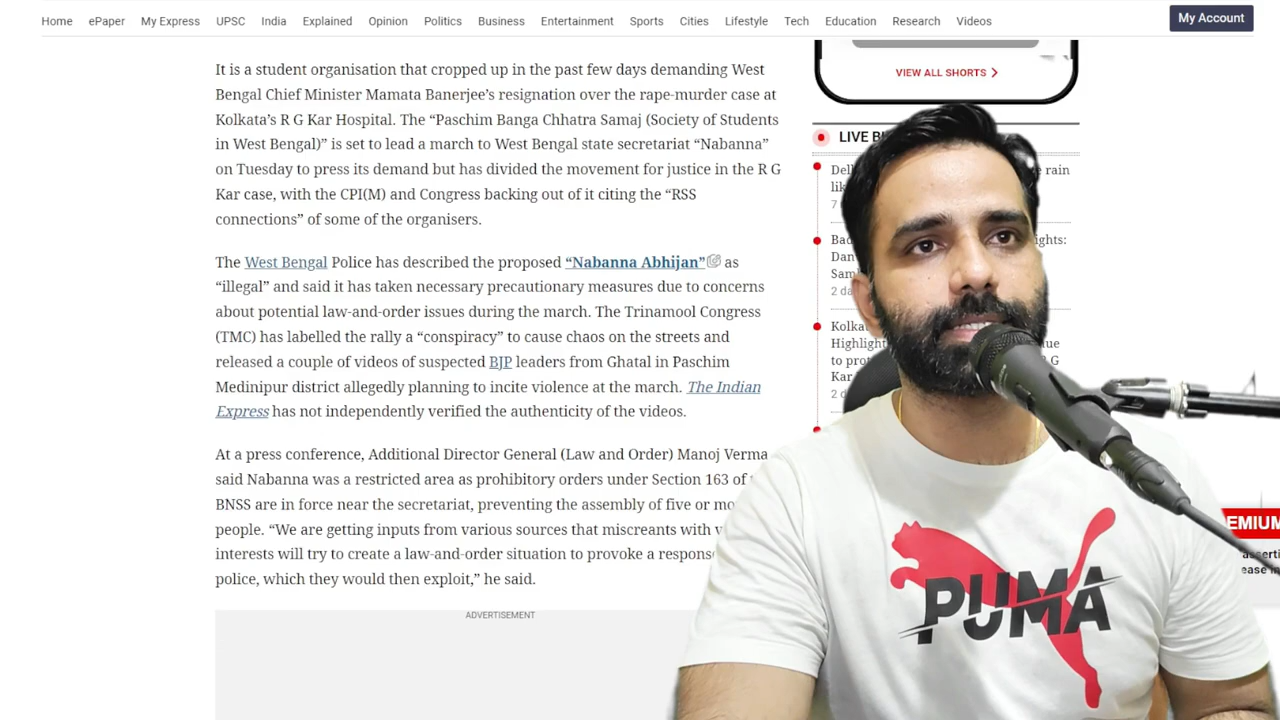 Home ePaper My Express UPSC India Explained Opinion Politics Business Entertainment Sports Cities Lifestyle Tech Education Research Videos My Account
It is a student organisation that cropped up in the past few days demanding West
Bengal Chief Minister Mamata Banerjee’s resignation over the rape-murder case at
Kolkata’s R G Kar Hospital. The “Paschim Banga Chhatra Samaj (Society of Students
in West Bengal)” is set to lead a march to West Bengal state secretariat “Nabanna”
on Tuesday to press its demand but has divided the movement for justice in the R G
Kar case, with the CPI(M) and Congress backing out of it citing the “RSS
connections” of some of the organisers.
The West Bengal Police has described the proposed “Nabanna Abhijan” as
“illegal” and said it has taken necessary precautionary measures due to concerns
about potential law-and-order issues during the march. The Trinamool Congress
(TMC) has labelled the rally a “conspiracy” to cause chaos on the streets and
released a couple of videos of suspected BJP leaders from Ghatal in Paschim
Medinipur district allegedly planning to incite violence at the march. The Indian
Express has not independently verified the authenticity of the videos.
At a press conference, Additional Director General (Law and Order) Manoj Verma
said Nabanna was a restricted area as prohibitory orders under Section 163 of
BNSS are in force near the secretariat, preventing the assembly of five or
people. “We are getting inputs from various sources that miscreants with
interests will try to create a law-and-order situation to provoke a
police, which they would then exploit,” he said.
ADVERTISEMENT
VIEW ALL SHORTS
LIVE
rain
7
ights:
Dan
2 da
Highlight
to
G
Kar
2 d
EMIUM
PUMA